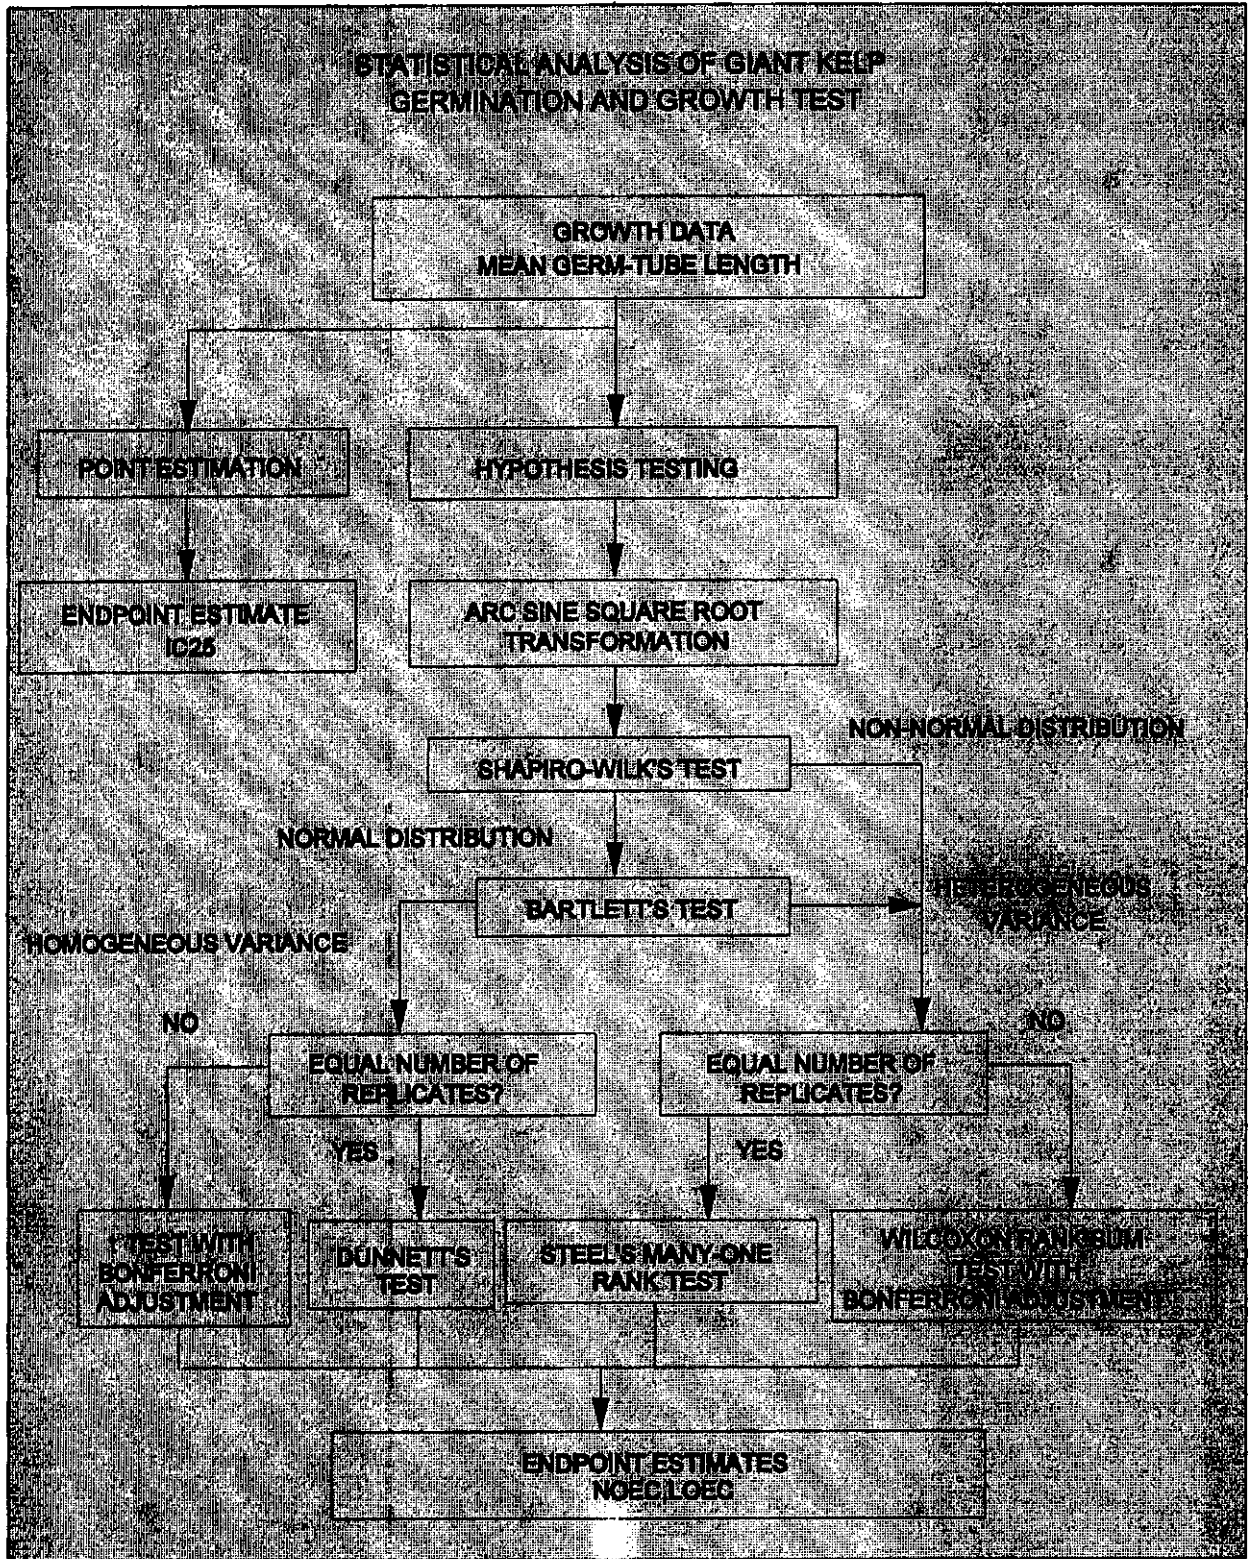 STATISTICAL ANALYSIS OF GIANT KELP
GERMINATION AND GROWTH TEST
GROWTH DATA
MEAN GERM-TUBE LENGTH
POINT ESTIMATION
HYPOTHESIS TESTING
ENDPOINT ESTIMATE
IC25
ARC SINE SQUARE ROOT
TRANSFORMATION
NON-NORMAL DISTRIBUTION
SHAPIRO-WILK'S TEST
NORMAL DISTRIBUTION
BARTLETT'S TEST
HETEROGENEOUS
VARIANCE
HOMOGENEOUS VARIANCE
NO
NO
EQUAL NUMBER OF
REPLICATES?
EQUAL NUMBER OF
REPLICATES?
YES
YES
TEST WITH
BONFERRONI
ADJUSTMENT
DUNNETT'S
TEST
STEEL'S MANY-ONE
RANK TEST
WILCOXON RANK SUM
TEST WITH
BONFERRONI ADJUSTMENT
ENDPOINT ESTIMATES
NOEC, LOEC